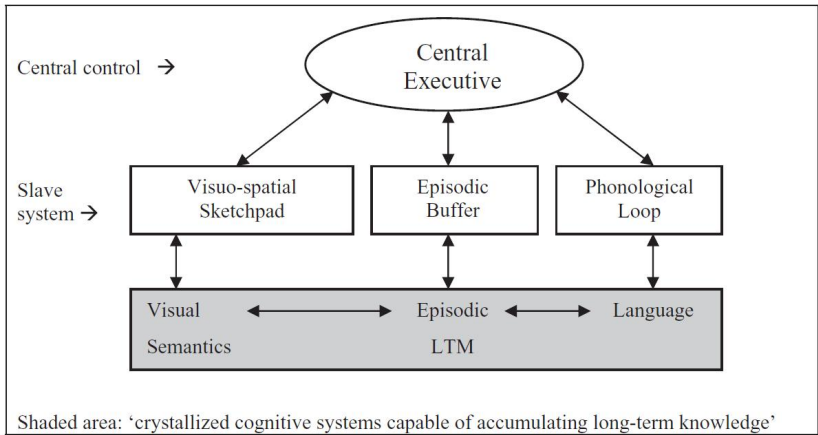 Central control →
Central
Executive
Slave
system →
Visuo-spatial
Sketchpad
Episodic
Buffer
Phonological
Loop
Visual
Semantics
Episodic
LTM
Language
Shaded area: ‘crystallized cognitive systems capable of accumulating long-term knowledge’